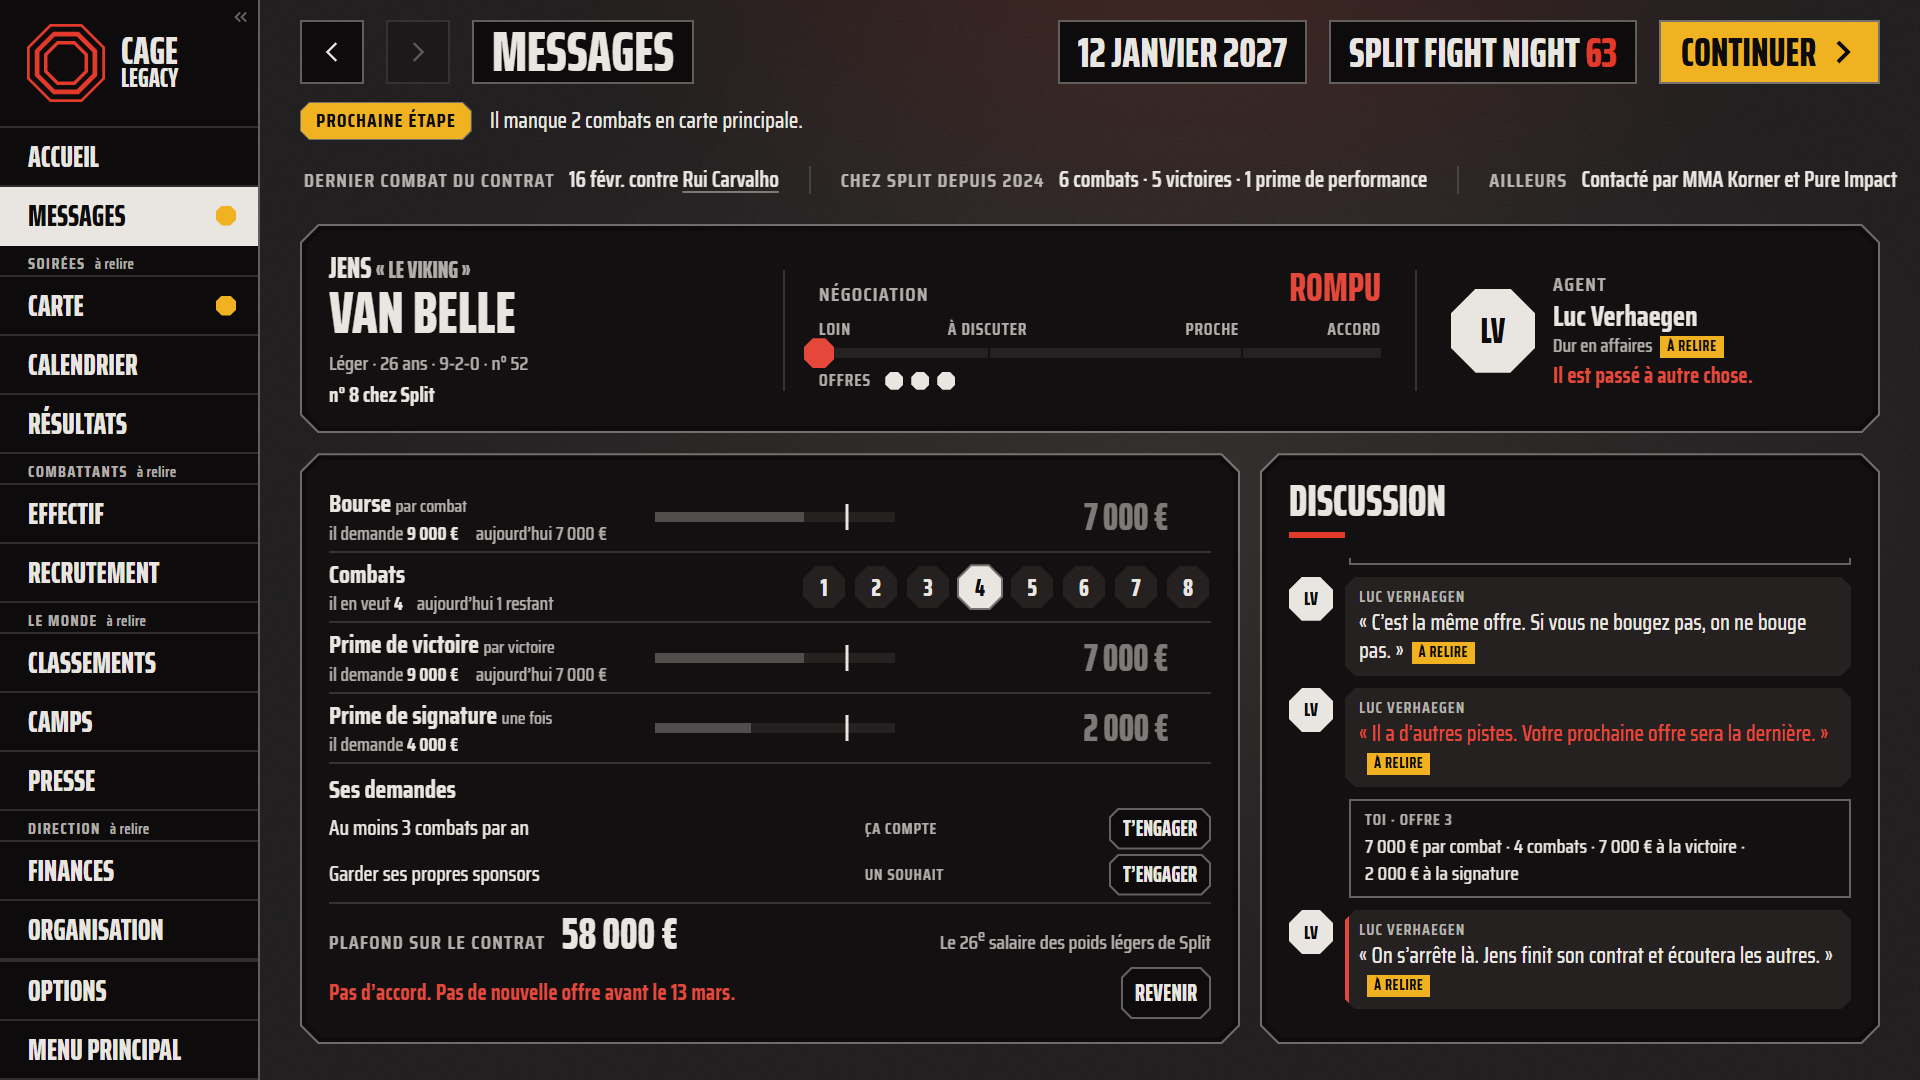 CAGE
LEGACY
«
MESSAGES
12 JANVIER 2027
SPLIT FIGHT NIGHT 63
CONTINUER
PROCHAINE ÉTAPE
Il manque 2 combats en carte principale.
DERNIER COMBAT DU CONTRAT 16 févr. contre Rui Carvalho
CHEZ SPLIT DEPUIS 2024 6 combats · 5 victoires · 1 prime de performance
AILLEURS Contacté par MMA Korner et Pure Impact
ACCUEIL
MESSAGES
SOIRÉES à relire
CARTE
CALENDRIER
RÉSULTATS
COMBATTANTS à relire
EFFECTIF
RECRUTEMENT
LE MONDE à relire
CLASSEMENTS
CAMPS
PRESSE
DIRECTION à relire
FINANCES
ORGANISATION
OPTIONS
MENU PRINCIPAL
JENS « LE VIKING »
VAN BELLE
Léger · 26 ans · 9-2-0 · n° 52
n° 8 chez Split
NÉGOCIATION
ROMPU
LOIN À DISCUTER PROCHE ACCORD
OFFRES
LV
AGENT
Luc Verhaegen
Dur en affaires À RELIRE
Il est passé à autre chose.
Bourse par combat
il demande 9 000 € aujourd’hui 7 000 €
7 000 €
Combats
il en veut 4 aujourd’hui 1 restant
1 2 3 4 5 6 7 8
Prime de victoire par victoire
il demande 9 000 € aujourd’hui 7 000 €
7 000 €
Prime de signature une fois
il demande 4 000 €
2 000 €
Ses demandes
Au moins 3 combats par an ÇA COMPTE T’ENGAGER
Garder ses propres sponsors UN SOUHAIT T’ENGAGER
PLAFOND SUR LE CONTRAT 58 000 € Le 26e salaire des poids légers de Split
Pas d’accord. Pas de nouvelle offre avant le 13 mars.
REVENIR
DISCUSSION
LV
LUC VERHAEGEN
« C’est la même offre. Si vous ne bougez pas, on ne bouge
pas. » À RELIRE
LV
LUC VERHAEGEN
« Il a d’autres pistes. Votre prochaine offre sera la dernière. »
À RELIRE
TOI · OFFRE 3
7 000 € par combat · 4 combats · 7 000 € à la victoire ·
2 000 € à la signature
LV
LUC VERHAEGEN
« On s’arrête là. Jens finit son contrat et écoutera les autres. »
À RELIRE